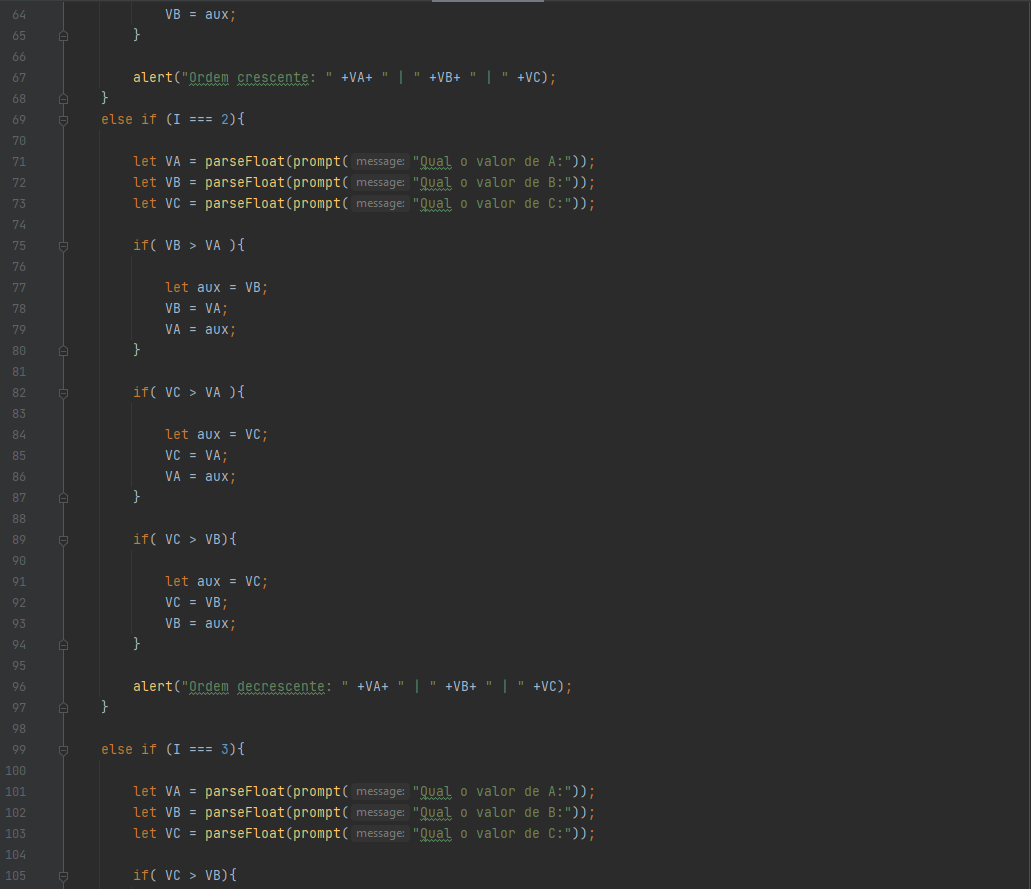 64 VB = aux;
65 }
66
67 alert("Ordem crescente: " +VA+ " | " +VB+ " | " +VC);
68 }
69 else if (I === 2){
70
71 let VA = parseFloat(prompt( message: "Qual o valor de A:"));
72 let VB = parseFloat(prompt( message: "Qual o valor de B:"));
73 let VC = parseFloat(prompt( message: "Qual o valor de C:"));
74
75 if( VB > VA ){
76
77 let aux = VB;
78 VB = VA;
79 VA = aux;
80 }
81
82 if( VC > VA ){
83
84 let aux = VC;
85 VC = VA;
86 VA = aux;
87 }
88
89 if( VC > VB){
90
91 let aux = VC;
92 VC = VB;
93 VB = aux;
94 }
95
96 alert("Ordem decrescente: " +VA+ " | " +VB+ " | " +VC);
97 }
98
99 else if (I === 3){
100
101 let VA = parseFloat(prompt( message: "Qual o valor de A:"));
102 let VB = parseFloat(prompt( message: "Qual o valor de B:"));
103 let VC = parseFloat(prompt( message: "Qual o valor de C:"));
104
105 if( VC > VB){